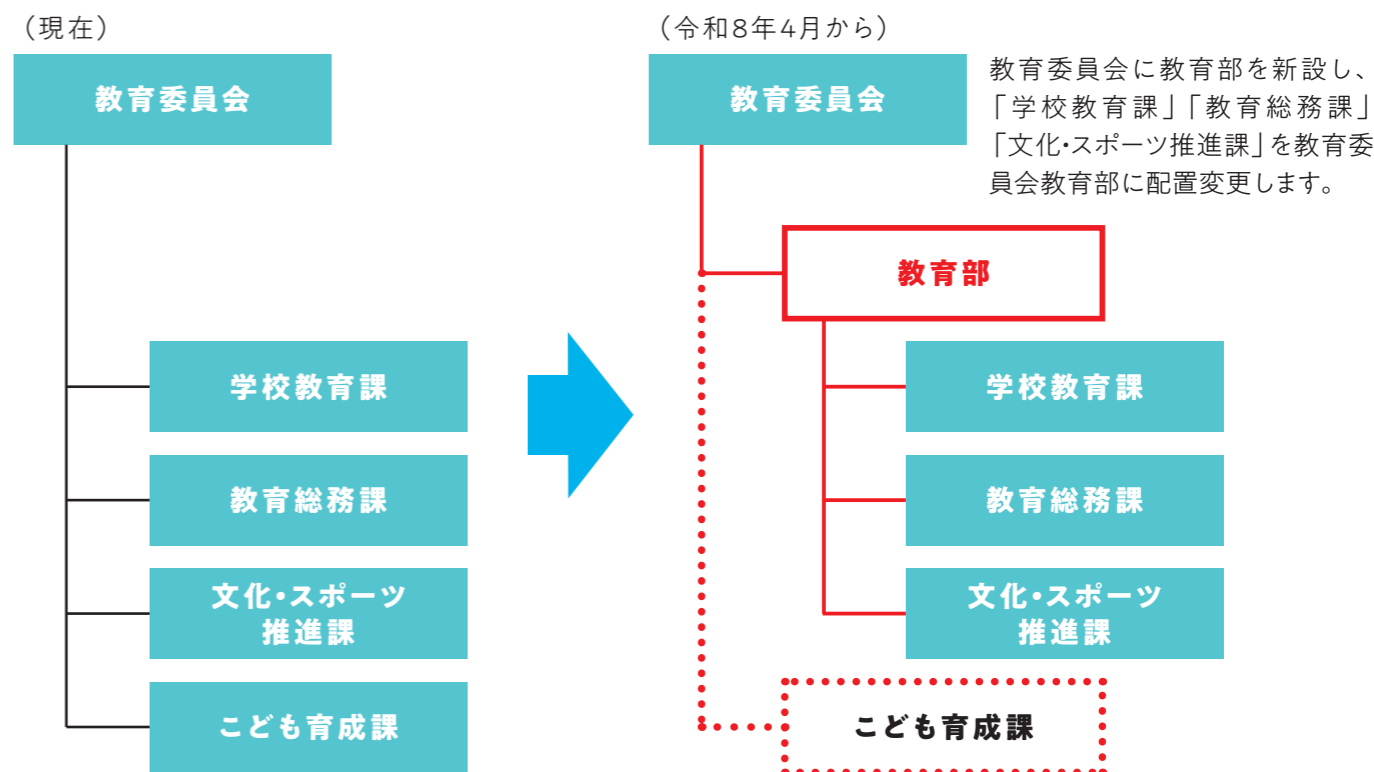 （現在）
教育委員会
学校教育課
教育総務課
文化・スポーツ
推進課
こども育成課
（令和8年4月から）
教育委員会
教育委員会に教育部を新設し、
「学校教育課」「教育総務課」
「文化・スポーツ推進課」を教育委
員会教育部に配置変更します。
教育部
学校教育課
教育総務課
文化・スポーツ
推進課
こども育成課